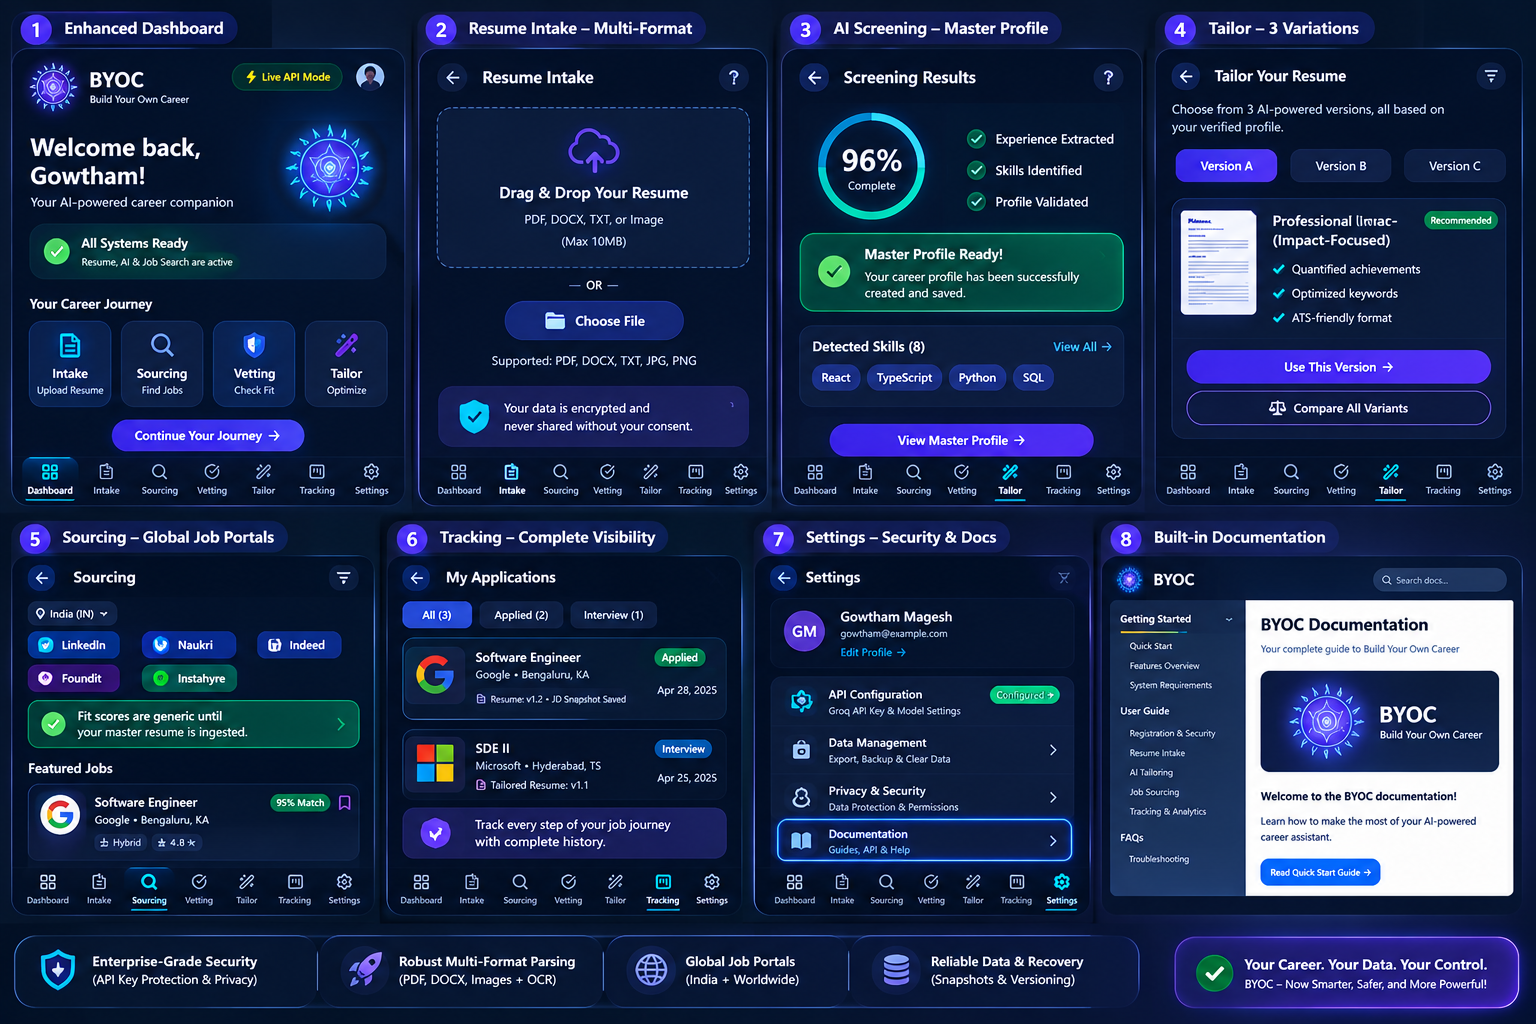 1 Enhanced Dashboard
BYOC
Build Your Own Career
Live API Mode
Welcome back,
Gowtham!
Your AI-powered career companion
All Systems Ready
Resume, AI & Job Search are active
Your Career Journey
Intake
Upload Resume
Sourcing
Find Jobs
Vetting
Check Fit
Tailor
Optimize
Continue Your Journey →
Dashboard Intake Sourcing Vetting Tailor Tracking Settings
2 Resume Intake – Multi-Format
Resume Intake ?
Drag & Drop Your Resume
PDF, DOCX, TXT, or Image
(Max 10MB)
— OR —
Choose File
Supported: PDF, DOCX, TXT, JPG, PNG
Your data is encrypted and
never shared without your consent.
Dashboard Intake Sourcing Vetting Tailor Tracking Settings
3 AI Screening – Master Profile
Screening Results ?
96%
Complete
Experience Extracted
Skills Identified
Profile Validated
Master Profile Ready!
Your career profile has been successfully
created and saved.
Detected Skills (8) View All →
React TypeScript Python SQL
View Master Profile →
Dashboard Intake Sourcing Vetting Tailor Tracking Settings
4 Tailor – 3 Variations
Tailor Your Resume
Choose from 3 AI-powered versions, all based on
your verified profile.
Version A Version B Version C
Professional
(Impact-Focused)
Recommended
Quantified achievements
Optimized keywords
ATS-friendly format
Use This Version →
Compare All Variants
Dashboard Intake Sourcing Vetting Tailor Tracking Settings
5 Sourcing – Global Job Portals
Sourcing
India (IN)
LinkedIn Naukri Indeed
Foundit Instahyre
Fit scores are generic until
your master resume is ingested.
Featured Jobs
Software Engineer 95% Match
Google • Bengaluru, KA
Hybrid 4.8
Dashboard Intake Sourcing Vetting Tailor Tracking Settings
6 Tracking – Complete Visibility
My Applications
All (3) Applied (2) Interview (1)
Software Engineer Applied
Google • Bengaluru, KA
Apr 28, 2025
Resume: v1.2 • JD Snapshot Saved
SDE II Interview
Microsoft • Hyderabad, TS
Apr 25, 2025
Tailored Resume: v1.1
Track every step of your job journey
with complete history.
Dashboard Intake Sourcing Vetting Tailor Tracking Settings
7 Settings – Security & Docs
Settings
GM
Gowtham Magesh
gowtham@example.com
Edit Profile →
API Configuration Configured
Groq API Key & Model Settings
Data Management
Export, Backup & Clear Data
Privacy & Security
Data Protection & Permissions
Documentation
Guides, API & Help
Dashboard Intake Sourcing Vetting Tailor Tracking Settings
8 Built-in Documentation
BYOC
Search docs...
Getting Started
Quick Start
Features Overview
System Requirements
User Guide
Registration & Security
Resume Intake
AI Tailoring
Job Sourcing
Tracking & Analytics
FAQs
Troubleshooting
BYOC Documentation
Your complete guide to Build Your Own Career
BYOC
Build Your Own Career
Welcome to the BYOC documentation!
Learn how to make the most of your AI-powered
career assistant.
Read Quick Start Guide →
Enterprise-Grade Security
(API Key Protection & Privacy)
Robust Multi-Format Parsing
(PDF, DOCX, Images + OCR)
Global Job Portals
(India + Worldwide)
Reliable Data & Recovery
(Snapshots & Versioning)
Your Career. Your Data. Your Control.
BYOC – Now Smarter, Safer, and More Powerful!